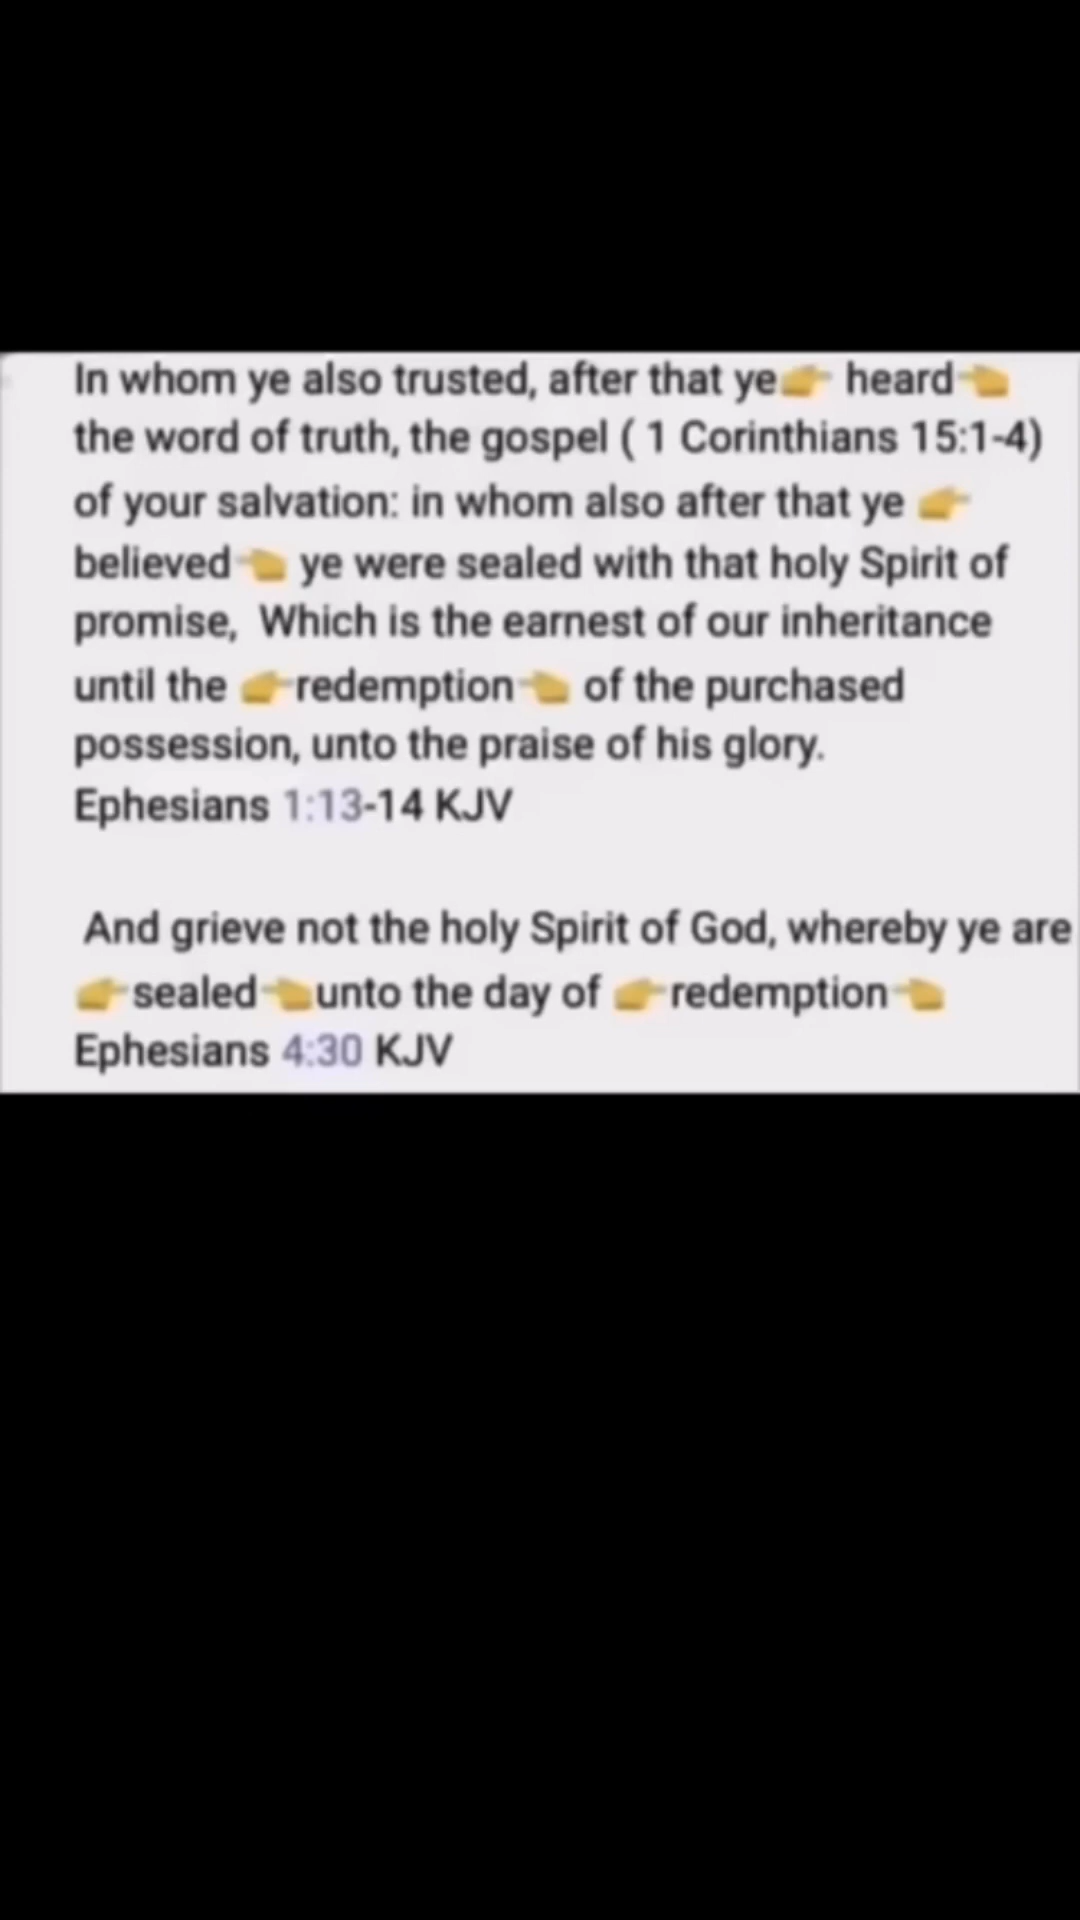 In whom ye also trusted, after that ye👉 heard👈
the word of truth, the gospel ( 1 Corinthians 15:1-4)
of your salvation: in whom also after that ye 👉
believed👈 ye were sealed with that holy Spirit of
promise,  Which is the earnest of our inheritance
until the 👉redemption👈 of the purchased
possession, unto the praise of his glory.
Ephesians 1:13-14 KJV
And grieve not the holy Spirit of God, whereby ye are
👉sealed👈unto the day of 👉redemption👈
Ephesians 4:30 KJV